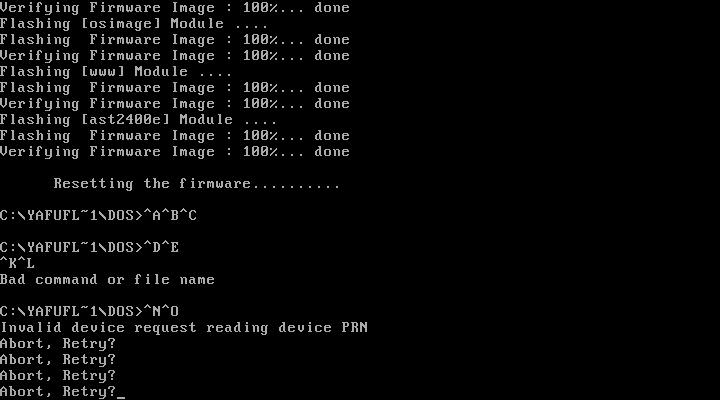 Verifying Firmware Image : 100%... done
Flashing [osimage] Module ....
Flashing  Firmware Image : 100%... done
Verifying Firmware Image : 100%... done
Flashing [www] Module ....
Flashing  Firmware Image : 100%... done
Verifying Firmware Image : 100%... done
Flashing [ast2400e] Module ....
Flashing  Firmware Image : 100%... done
Verifying Firmware Image : 100%... done
Resetting the firmware..........
C:\YAFUFL~1\DOS>^A^B^C
C:\YAFUFL~1\DOS>^D^E
^K^L
Bad command or file name
C:\YAFUFL~1\DOS>^N^O
Invalid device request reading device PRN
Abort, Retry?
Abort, Retry?
Abort, Retry?
Abort, Retry?_